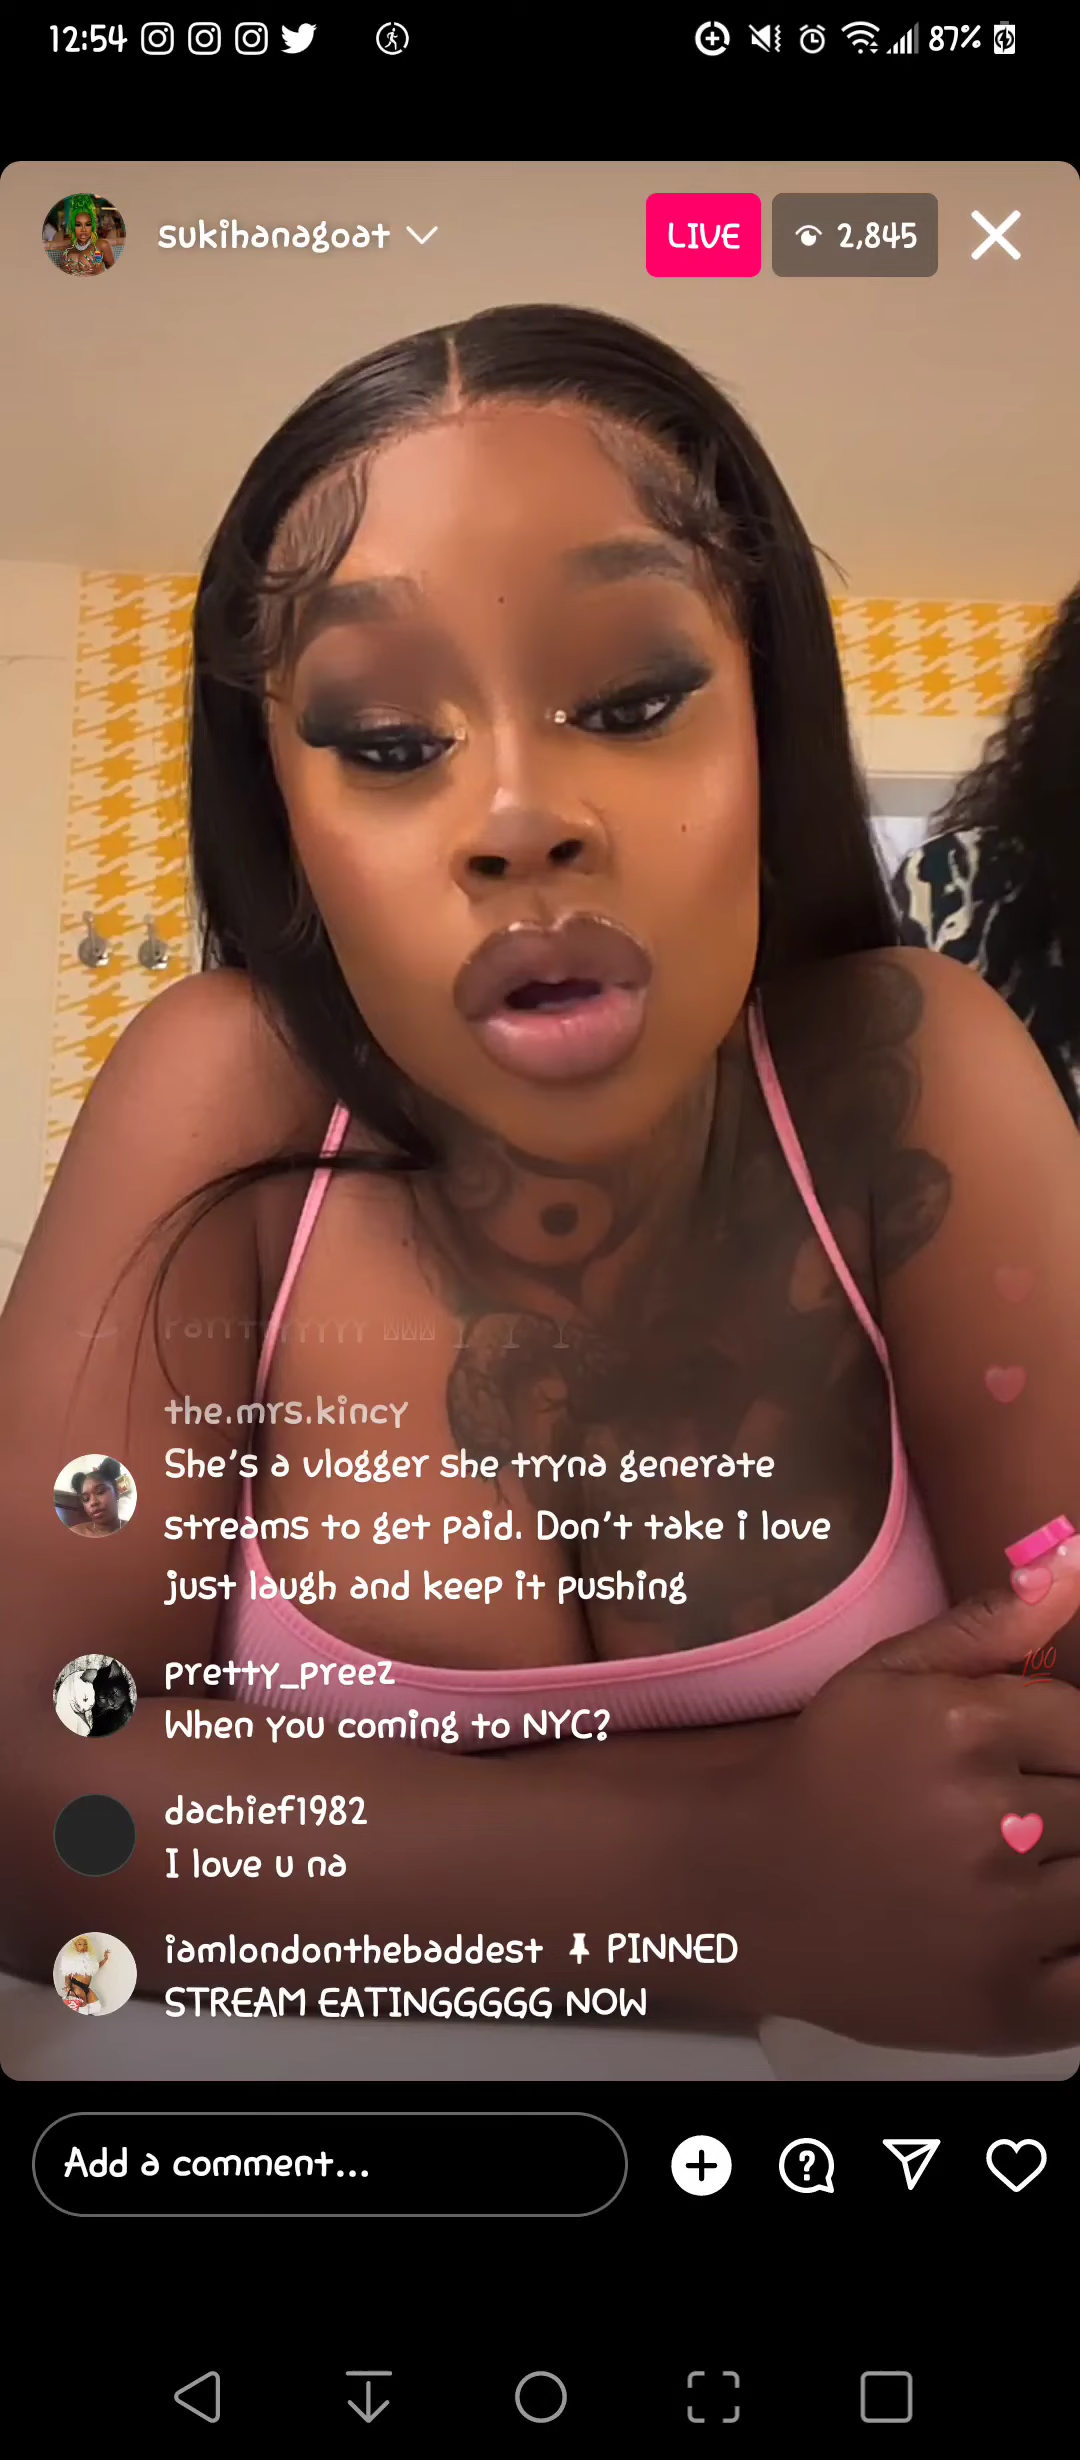 12:54
87%
sukihanagoat
LIVE
2,845
the.mrs.kincy
She's a vlogger she tryna generate
streams to get paid. Don't take i love
just laugh and keep it pushing
pretty_preez
When you coming to NYC?
dachief1982
I love u na
iamlondonthebaddest PINNED
STREAM EATINGGGGG NOW
100
Add a comment...